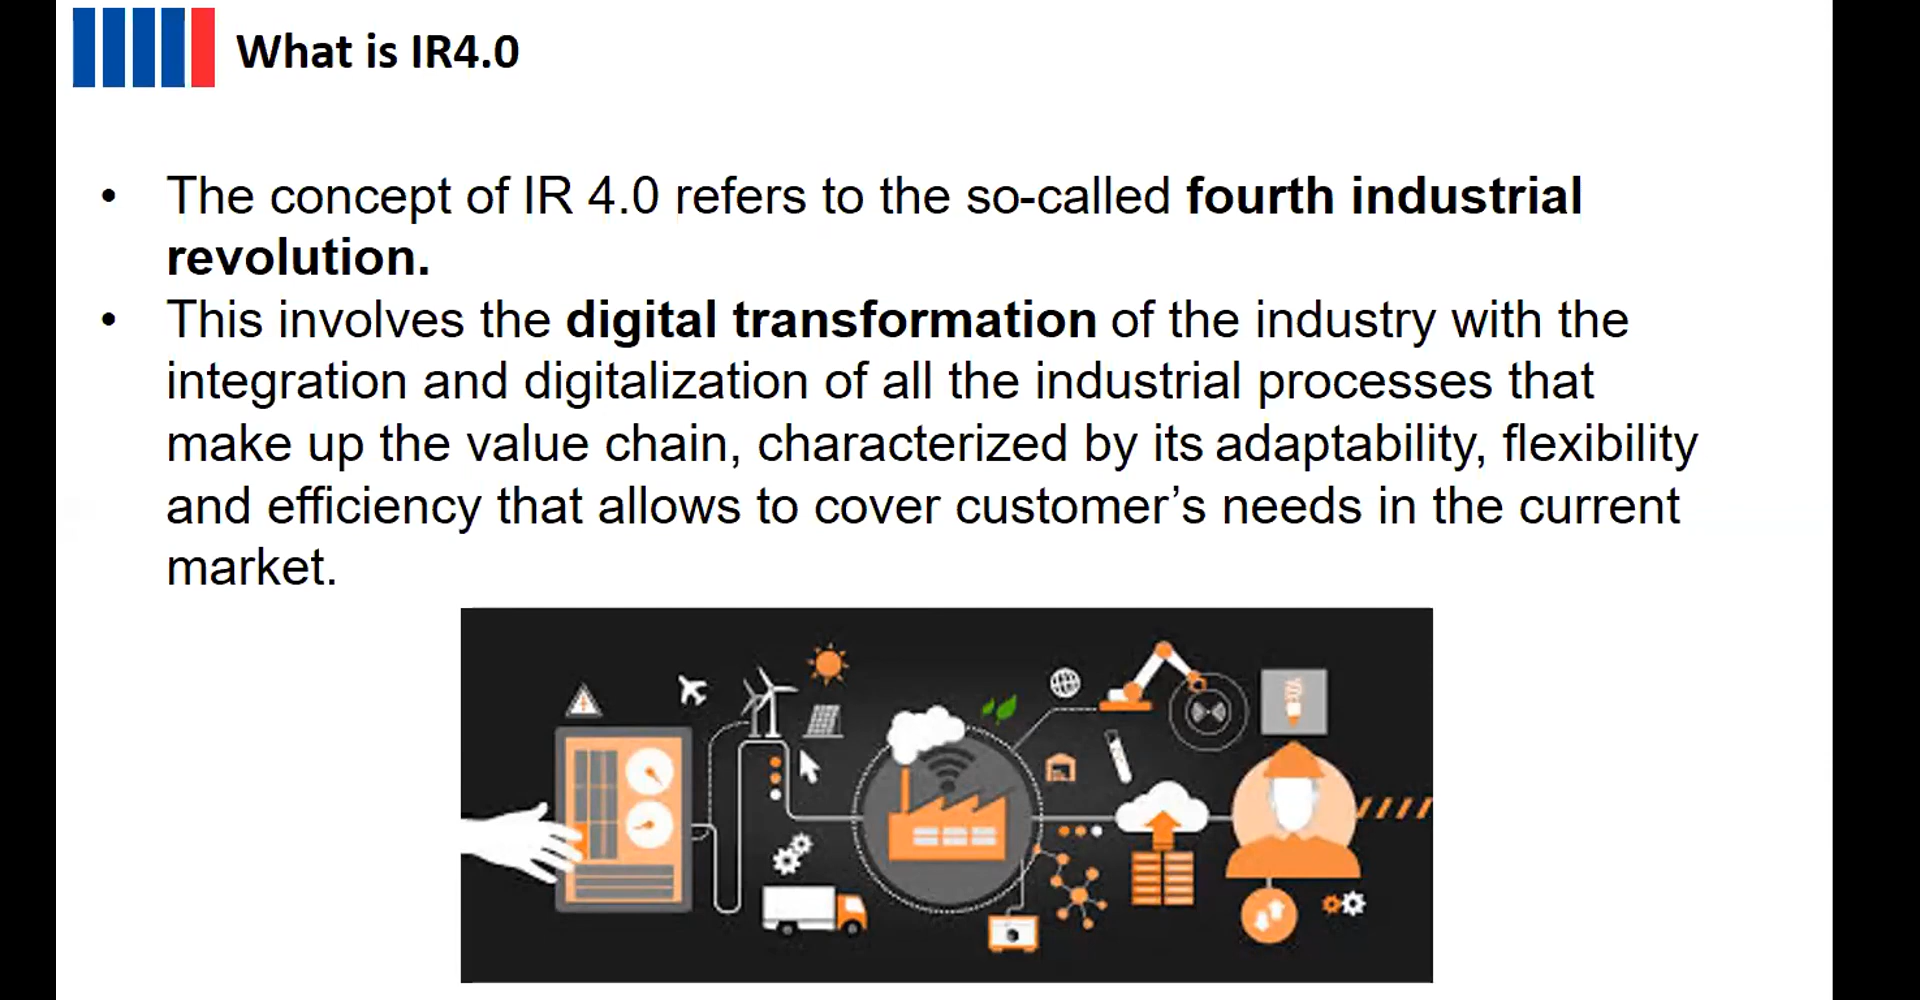 What is IR4.0
• The concept of IR 4.0 refers to the so-called fourth industrial
revolution.
• This involves the digital transformation of the industry with the
integration and digitalization of all the industrial processes that
make up the value chain, characterized by its adaptability, flexibility
and efficiency that allows to cover customer’s needs in the current
market.